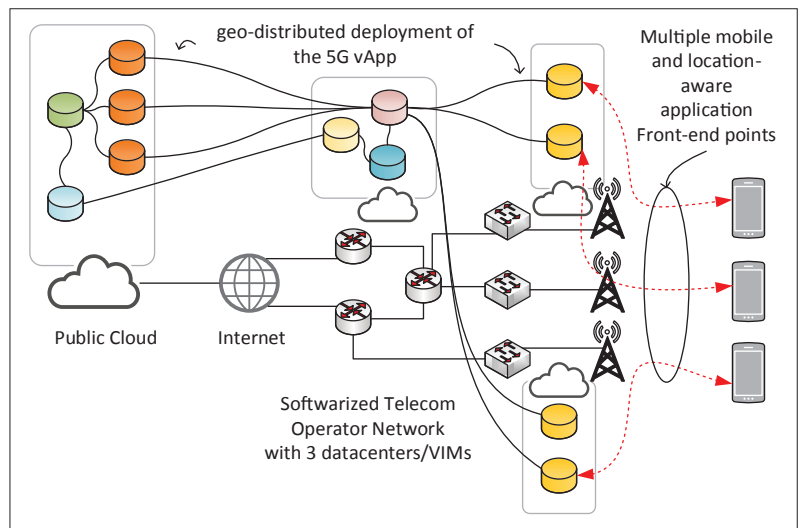 geo-distributed deployment of
the 5G vApp
Multiple mobile
and location-
aware
application
Front-end points
Public Cloud
Internet
Softwarized Telecom
Operator Network
with 3 datacenters/VIMs